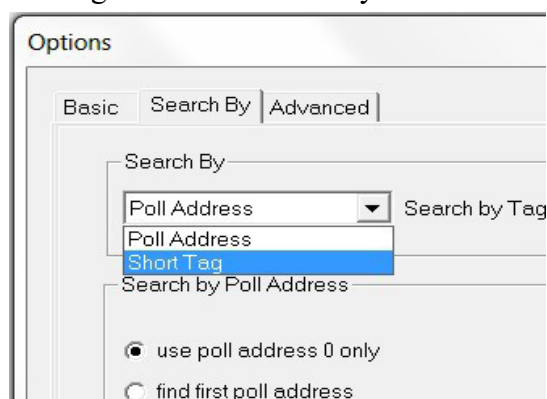 Options
Basic Search By Advanced
Search By
Poll Address Search by Tag
Poll Address
Short Tag
Search by Poll Address
use poll address 0 only
find first poll address